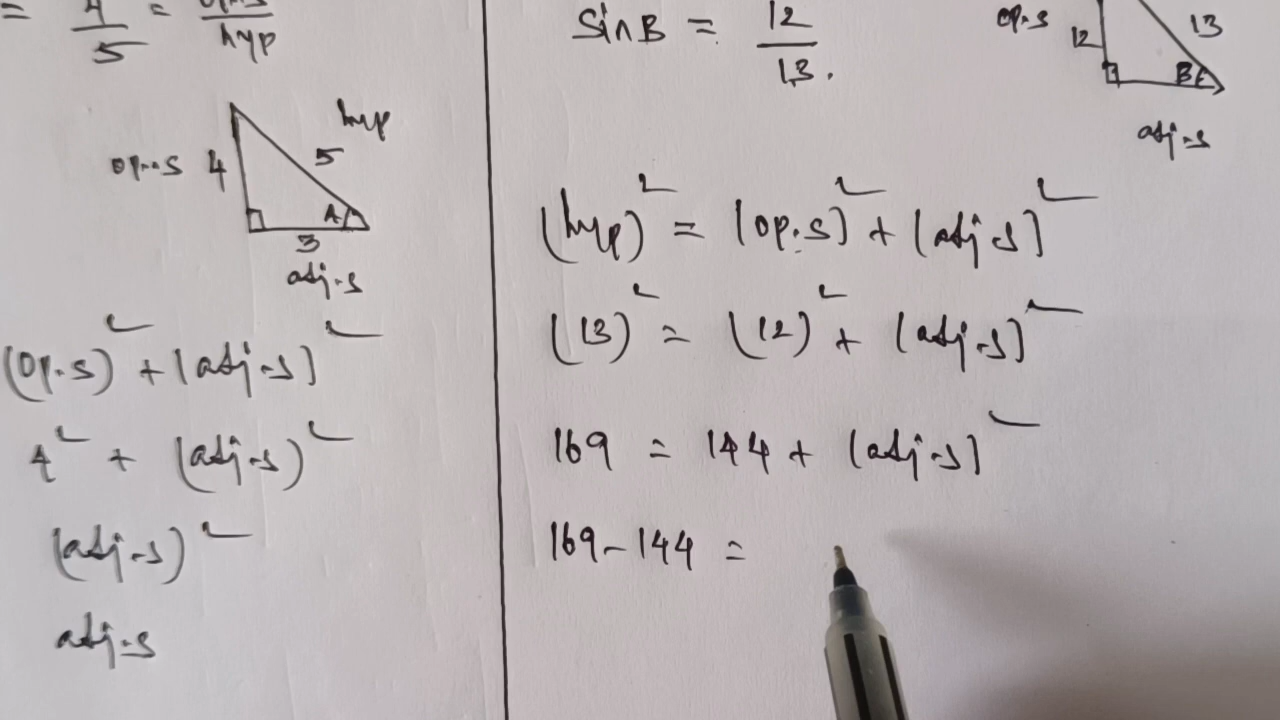 = 4/5 = op.s/hyp
hyp
op.s 4 5
A
3
adj.s
(op.s)² + (adj.s)²
4² + (adj.s)²
(adj.s)²
adj.s
sinB = 12/13.
op.s 12 13
B
adj.s
(hyp)² = (op.s)² + (adj.s)²
(13)² = (12)² + (adj.s)²
169 = 144 + (adj.s)²
169 - 144 =